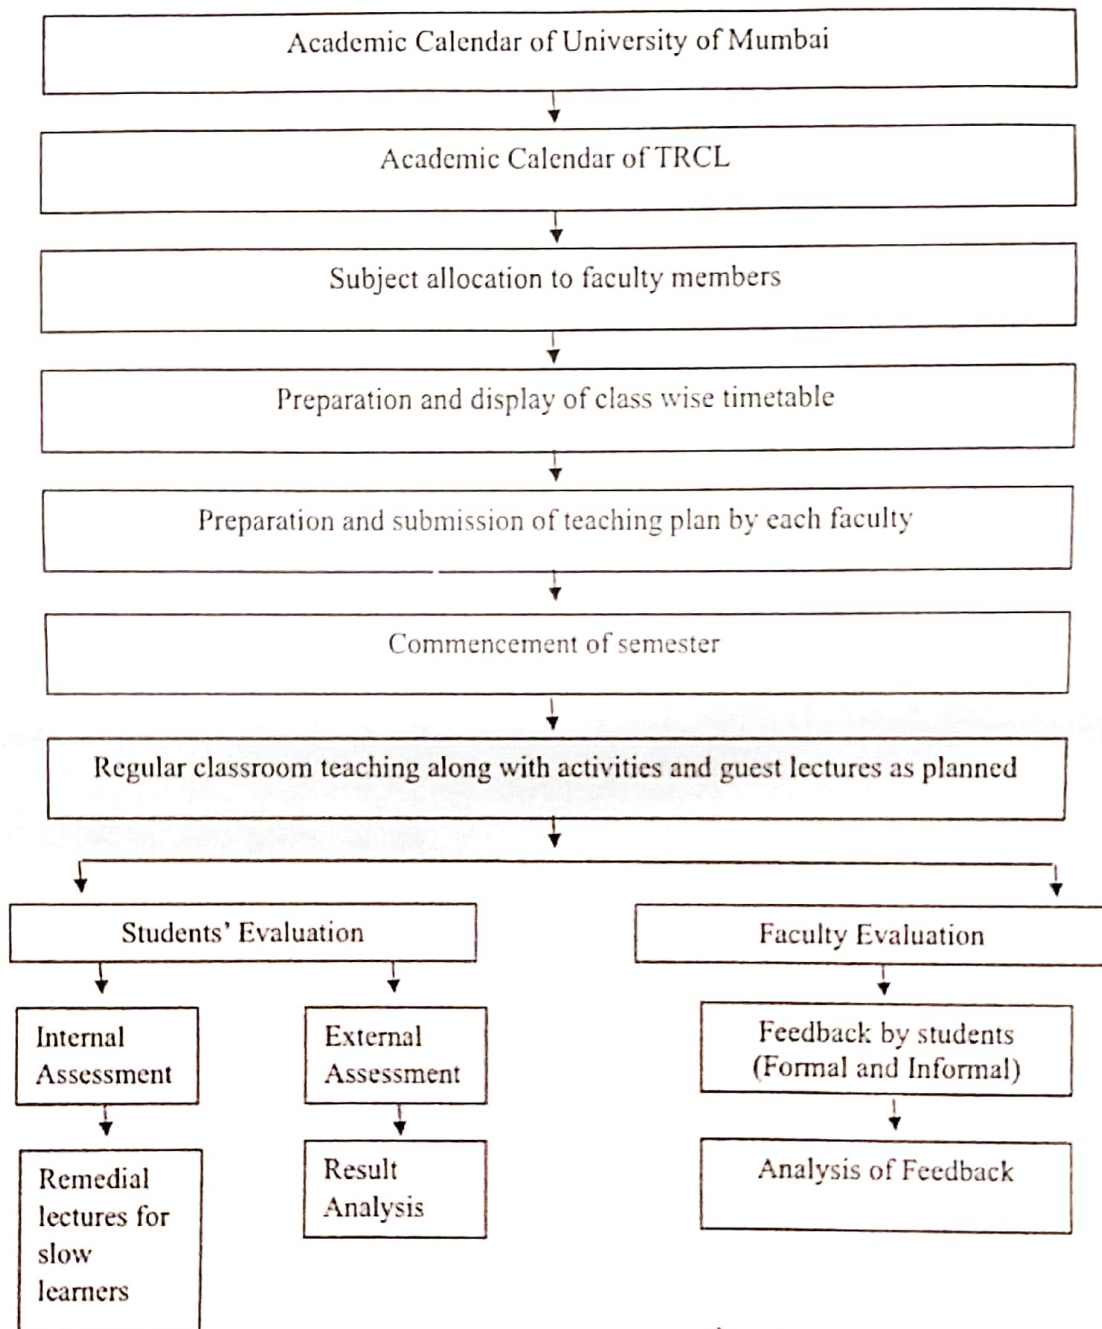 Academic Calendar of University of Mumbai
Academic Calendar of TRCL
Subject allocation to faculty members
Preparation and display of class wise timetable
Preparation and submission of teaching plan by each faculty
Commencement of semester
Regular classroom teaching along with activities and guest lectures as planned
Students' Evaluation
Faculty Evaluation
Internal
Assessment
External
Assessment
Feedback by students
(Formal and Informal)
Remedial
lectures for
slow
learners
Result
Analysis
Analysis of Feedback